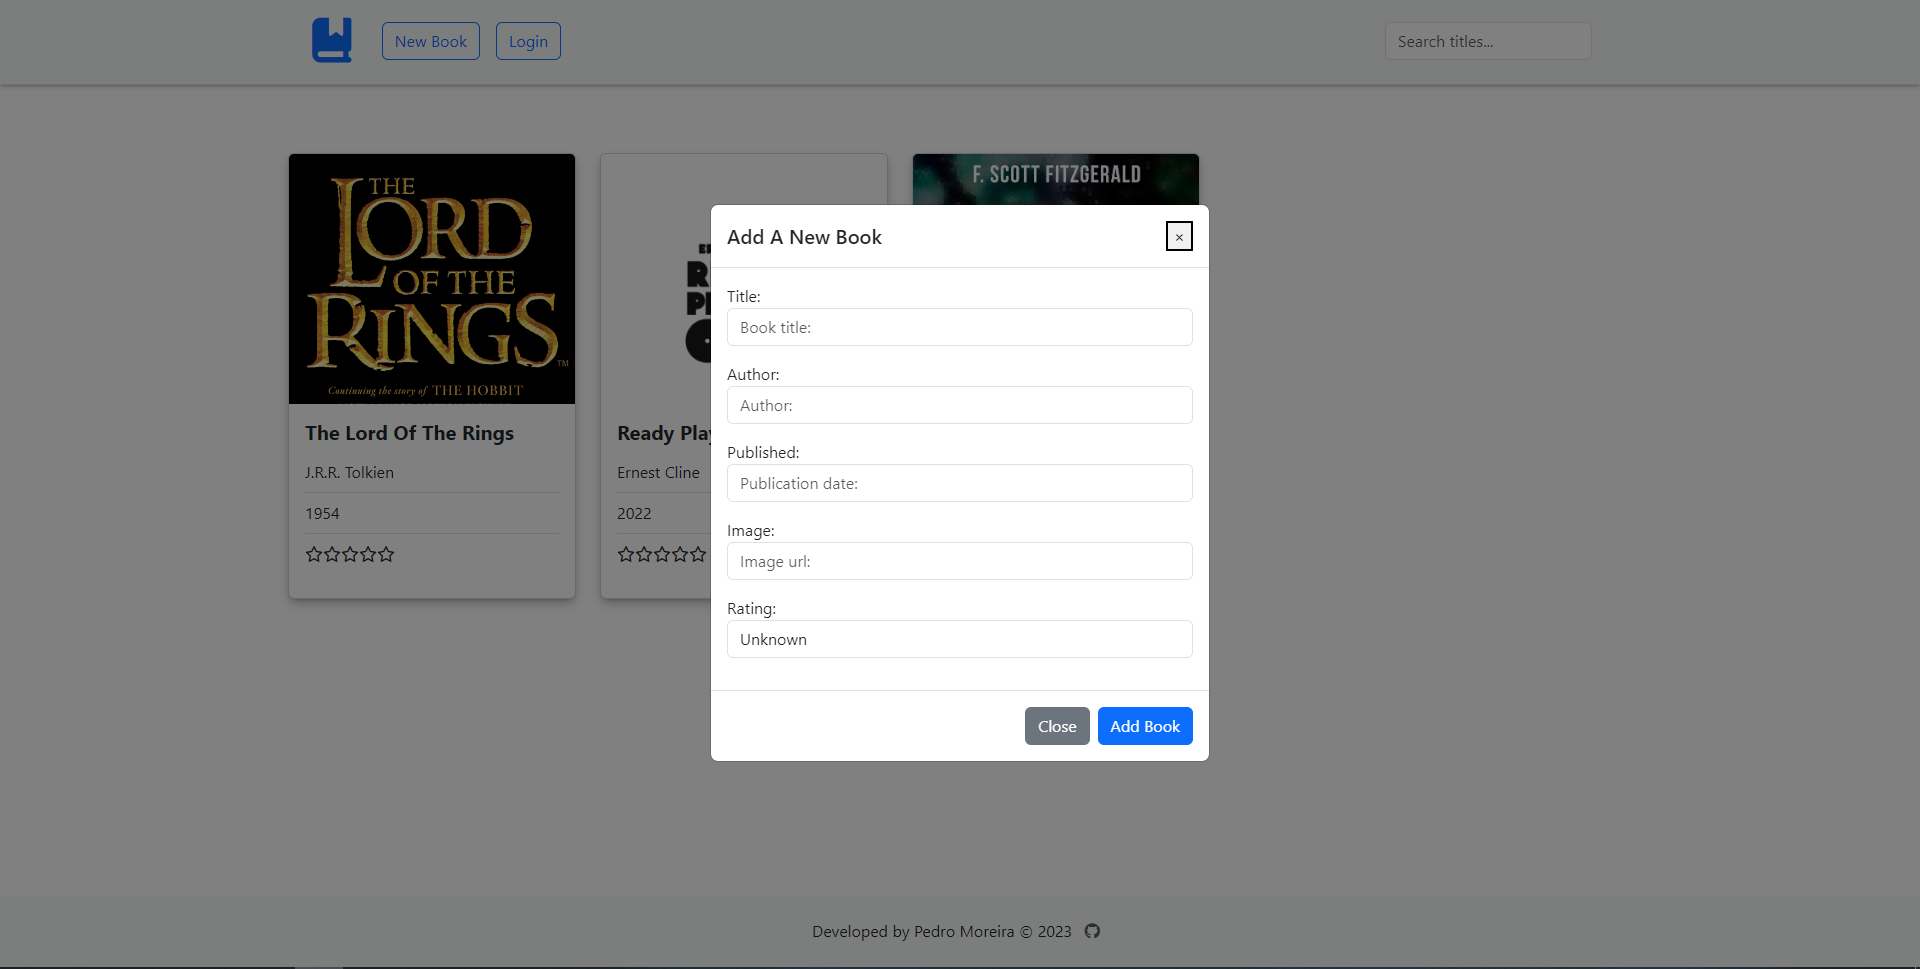 New Book
Login
Search titles...
THE
LORD
OF THE
RINGS
TM
Continuing the story of THE HOBBIT
The Lord Of The Rings
J.R.R. Tolkien
1954
Ready
Ernest Cline
2022
F. SCOTT FITZGERALD
Add A New Book
×
Title:
Book title:
Author:
Author:
Published:
Publication date:
Image:
Image url:
Rating:
Unknown
Close
Add Book
Developed by Pedro Moreira © 2023